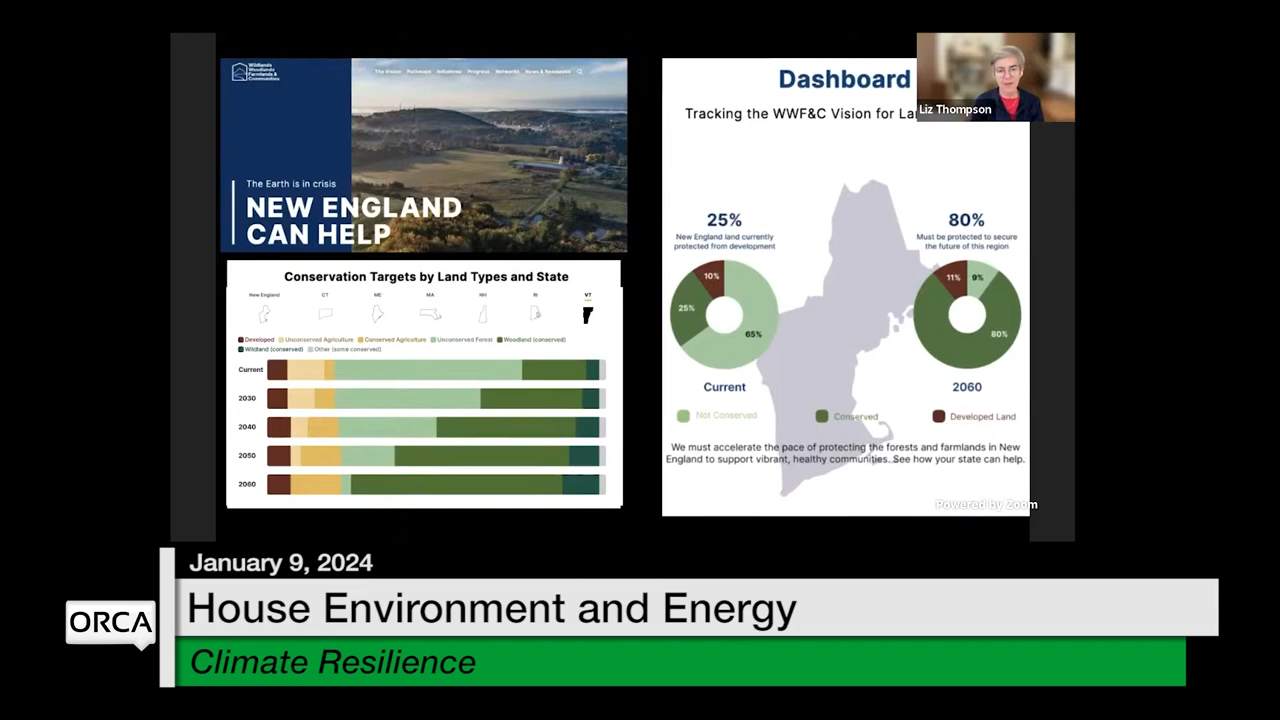 Wildlands
Woodlands
Farmlands &
Communities
The Vision Pathways Initiatives Progress Networks News & Resources
The Earth is in crisis
NEW ENGLAND
CAN HELP
Conservation Targets by Land Types and State
New England CT ME MA NH RI VT
Developed Unconserved Agriculture Conserved Agriculture Unconserved Forest Woodland (conserved)
Wildland (conserved) Other (some conserved)
Current
2030
2040
2050
2060
Dashboard
Tracking the WWF&C Vision for La
Liz Thompson
25%
New England land currently
protected from development
80%
Must be protected to secure
the future of this region
10%
25%
65%
11%
9%
80%
Current
2060
Not Conserved Conserved Developed Land
We must accelerate the pace of protecting the forests and farmlands in New
England to support vibrant, healthy communities. See how your state can help.
Powered by Zoom
January 9, 2024
House Environment and Energy
ORCA
Climate Resilience